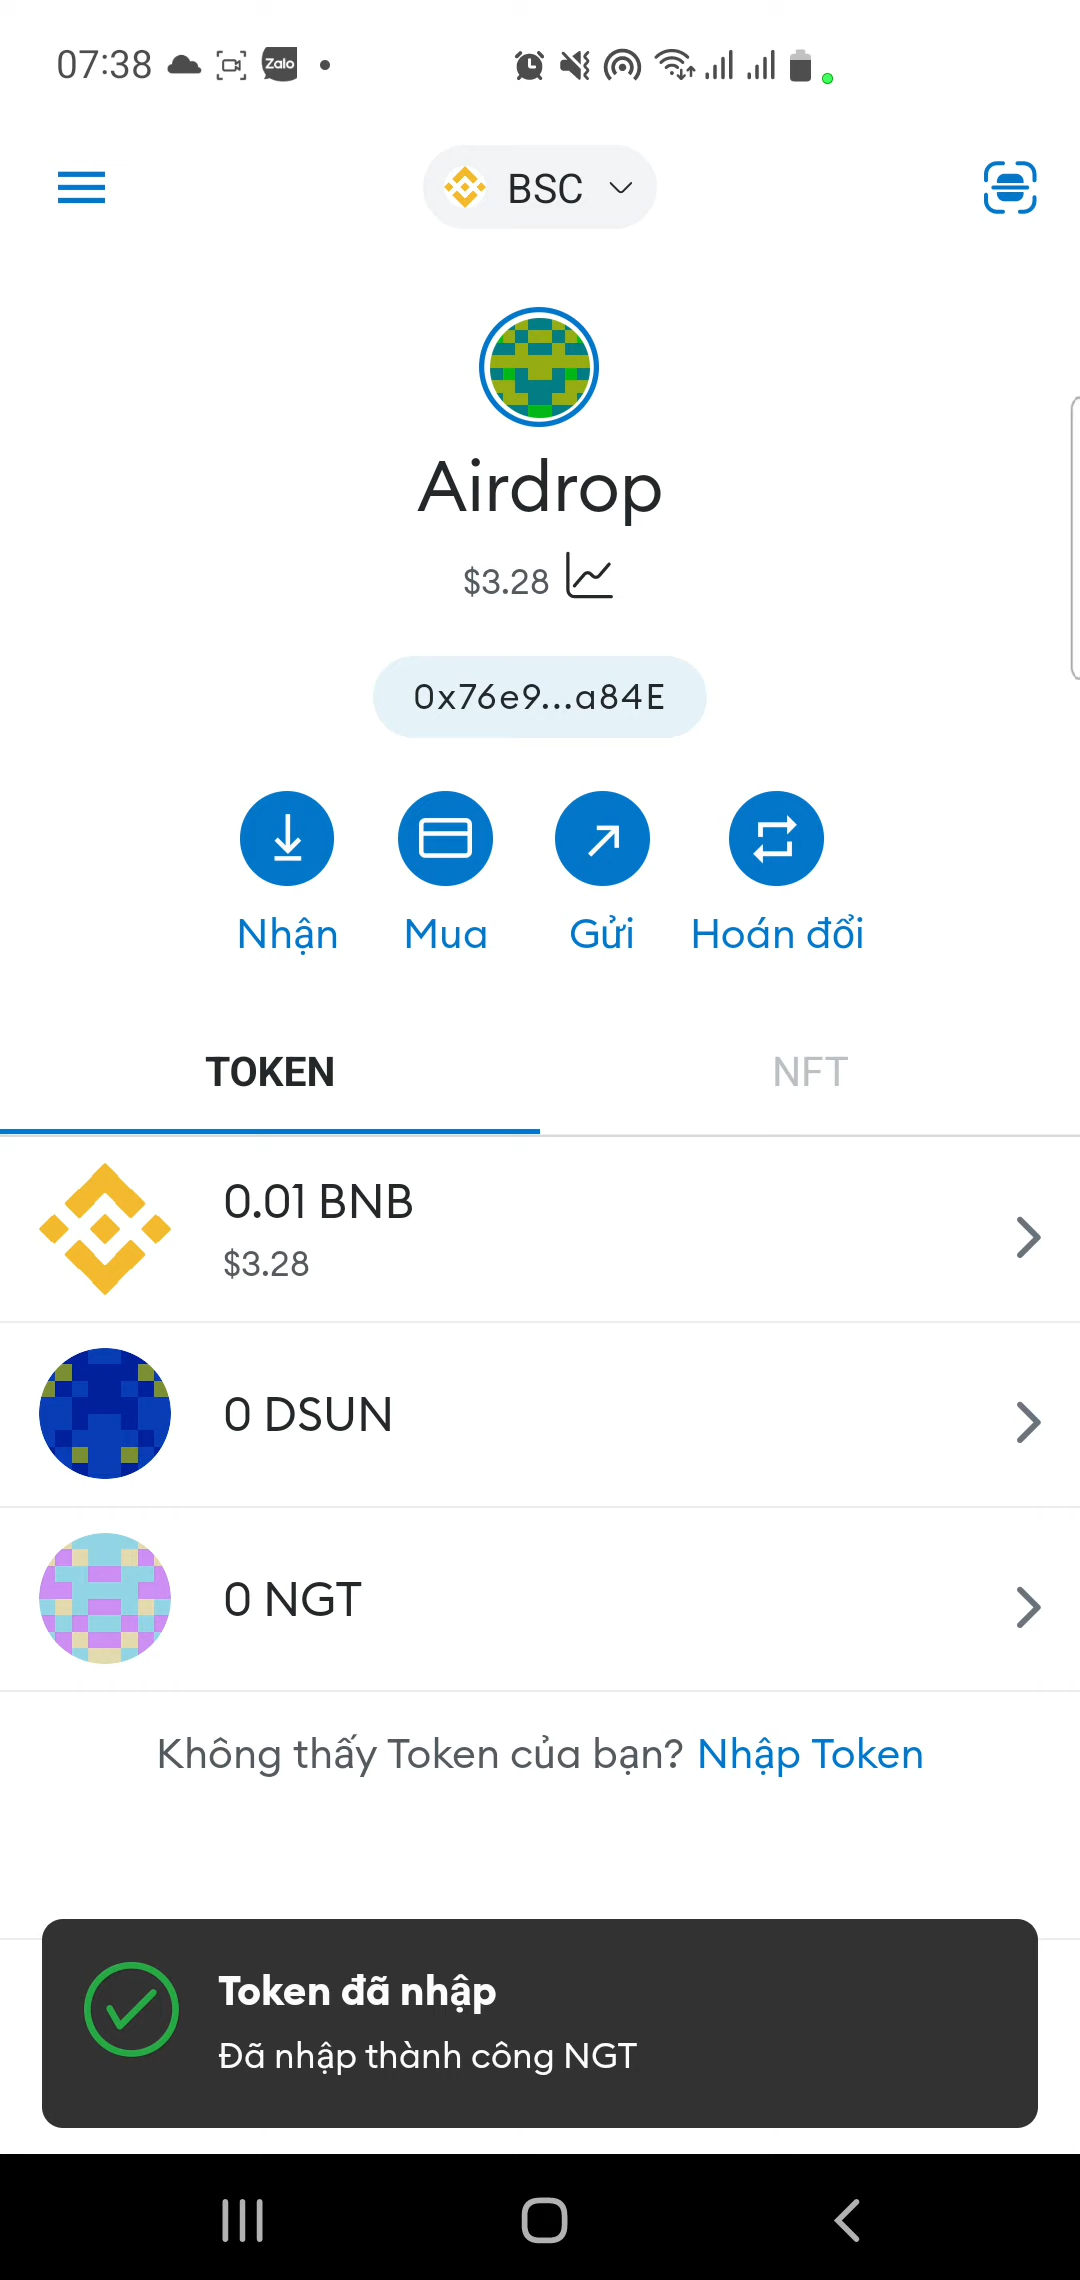 07:38
Zalo
BSC
Airdrop
$3.28
0x76e9...a84E
Nhận
Mua
Gửi
Hoán đổi
TOKEN
NFT
0.01 BNB
$3.28
0 DSUN
0 NGT
Không thấy Token của bạn? Nhập Token
Token đã nhập
Đã nhập thành công NGT